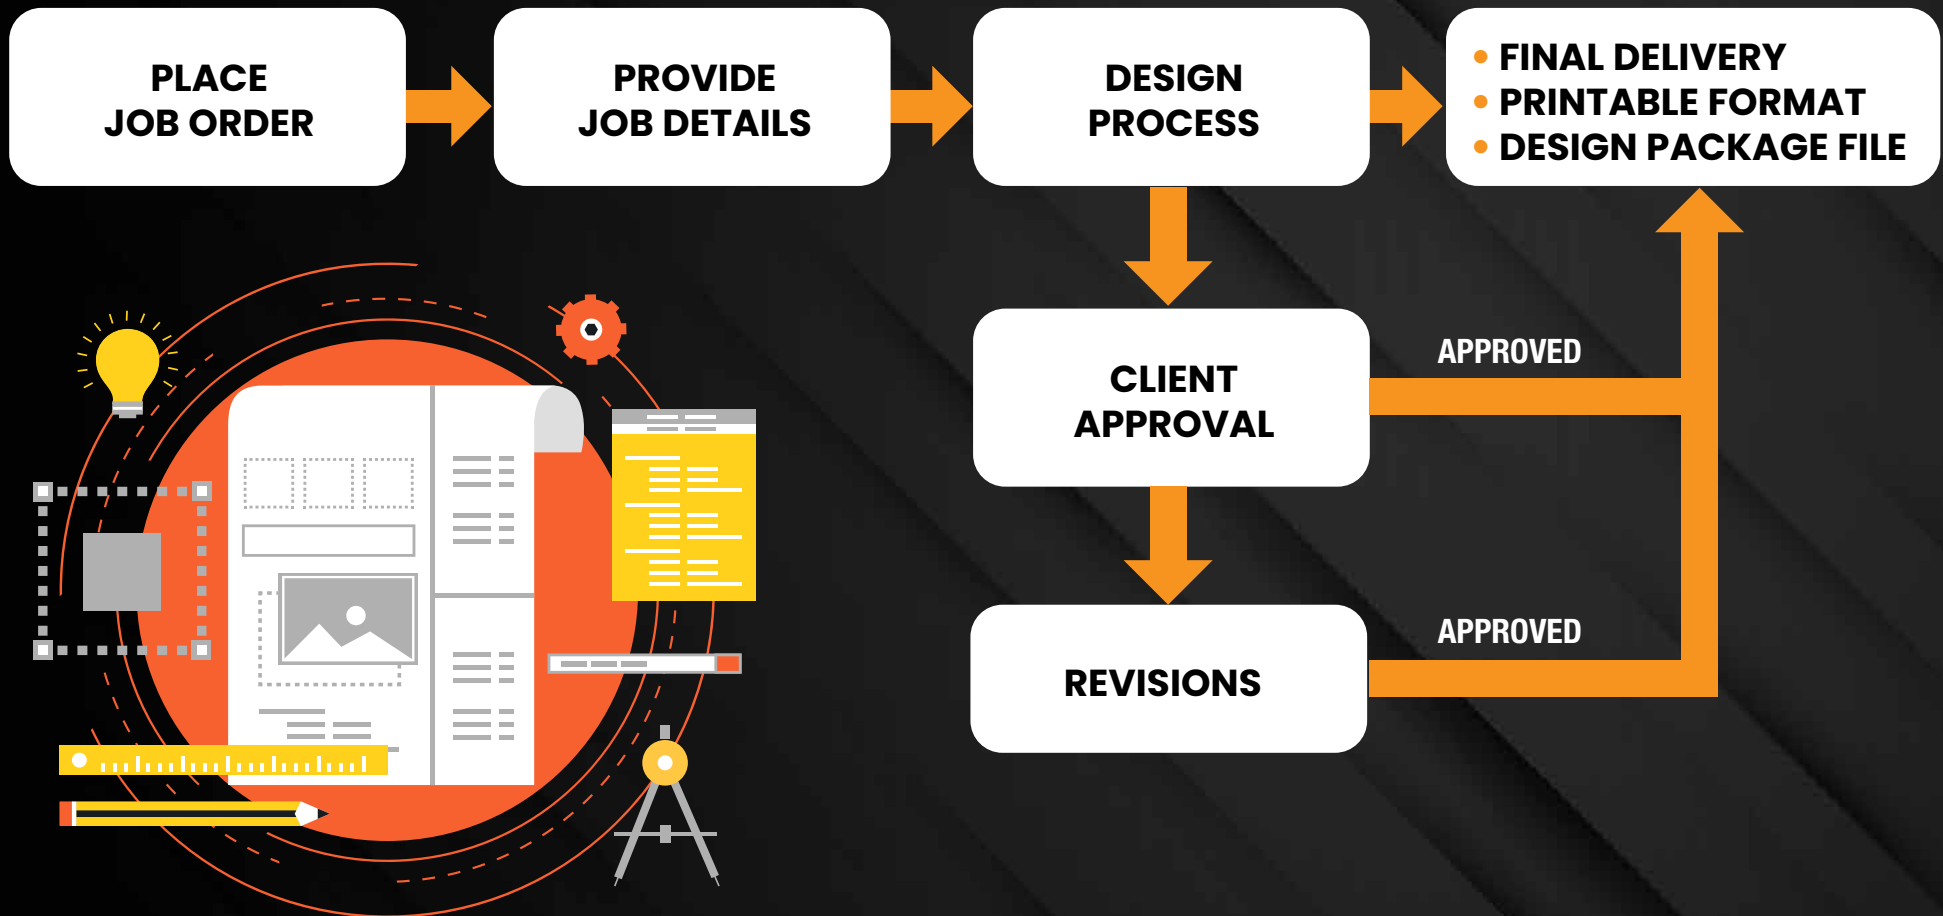 PLACE
JOB ORDER
PROVIDE
JOB DETAILS
DESIGN
PROCESS
• FINAL DELIVERY
• PRINTABLE FORMAT
• DESIGN PACKAGE FILE
CLIENT
APPROVAL
APPROVED
REVISIONS
APPROVED